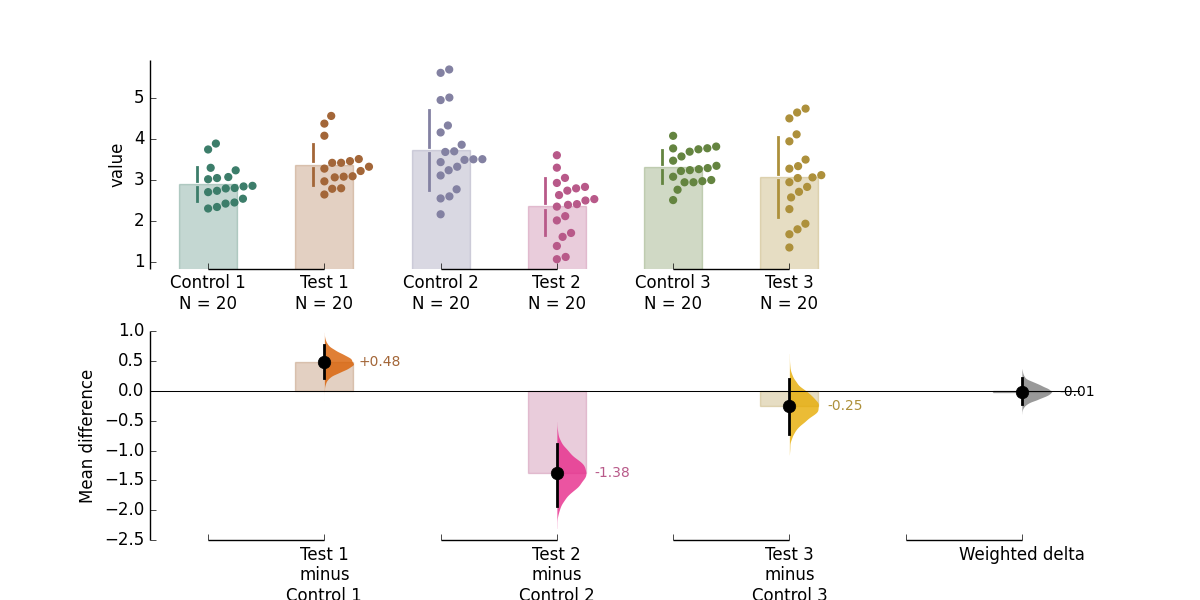 value
5
4
3
2
1
Control 1 Test 1 Control 2 Test 2 Control 3 Test 3
N = 20 N = 20 N = 20 N = 20 N = 20 N = 20
Mean difference
1.0
0.5
0.0
−0.5
−1.0
−1.5
−2.0
−2.5
+0.48
-1.38
-0.25
-0.01
Test 1 Test 2 Test 3 Weighted delta
minus minus minus
Control 1 Control 2 Control 3